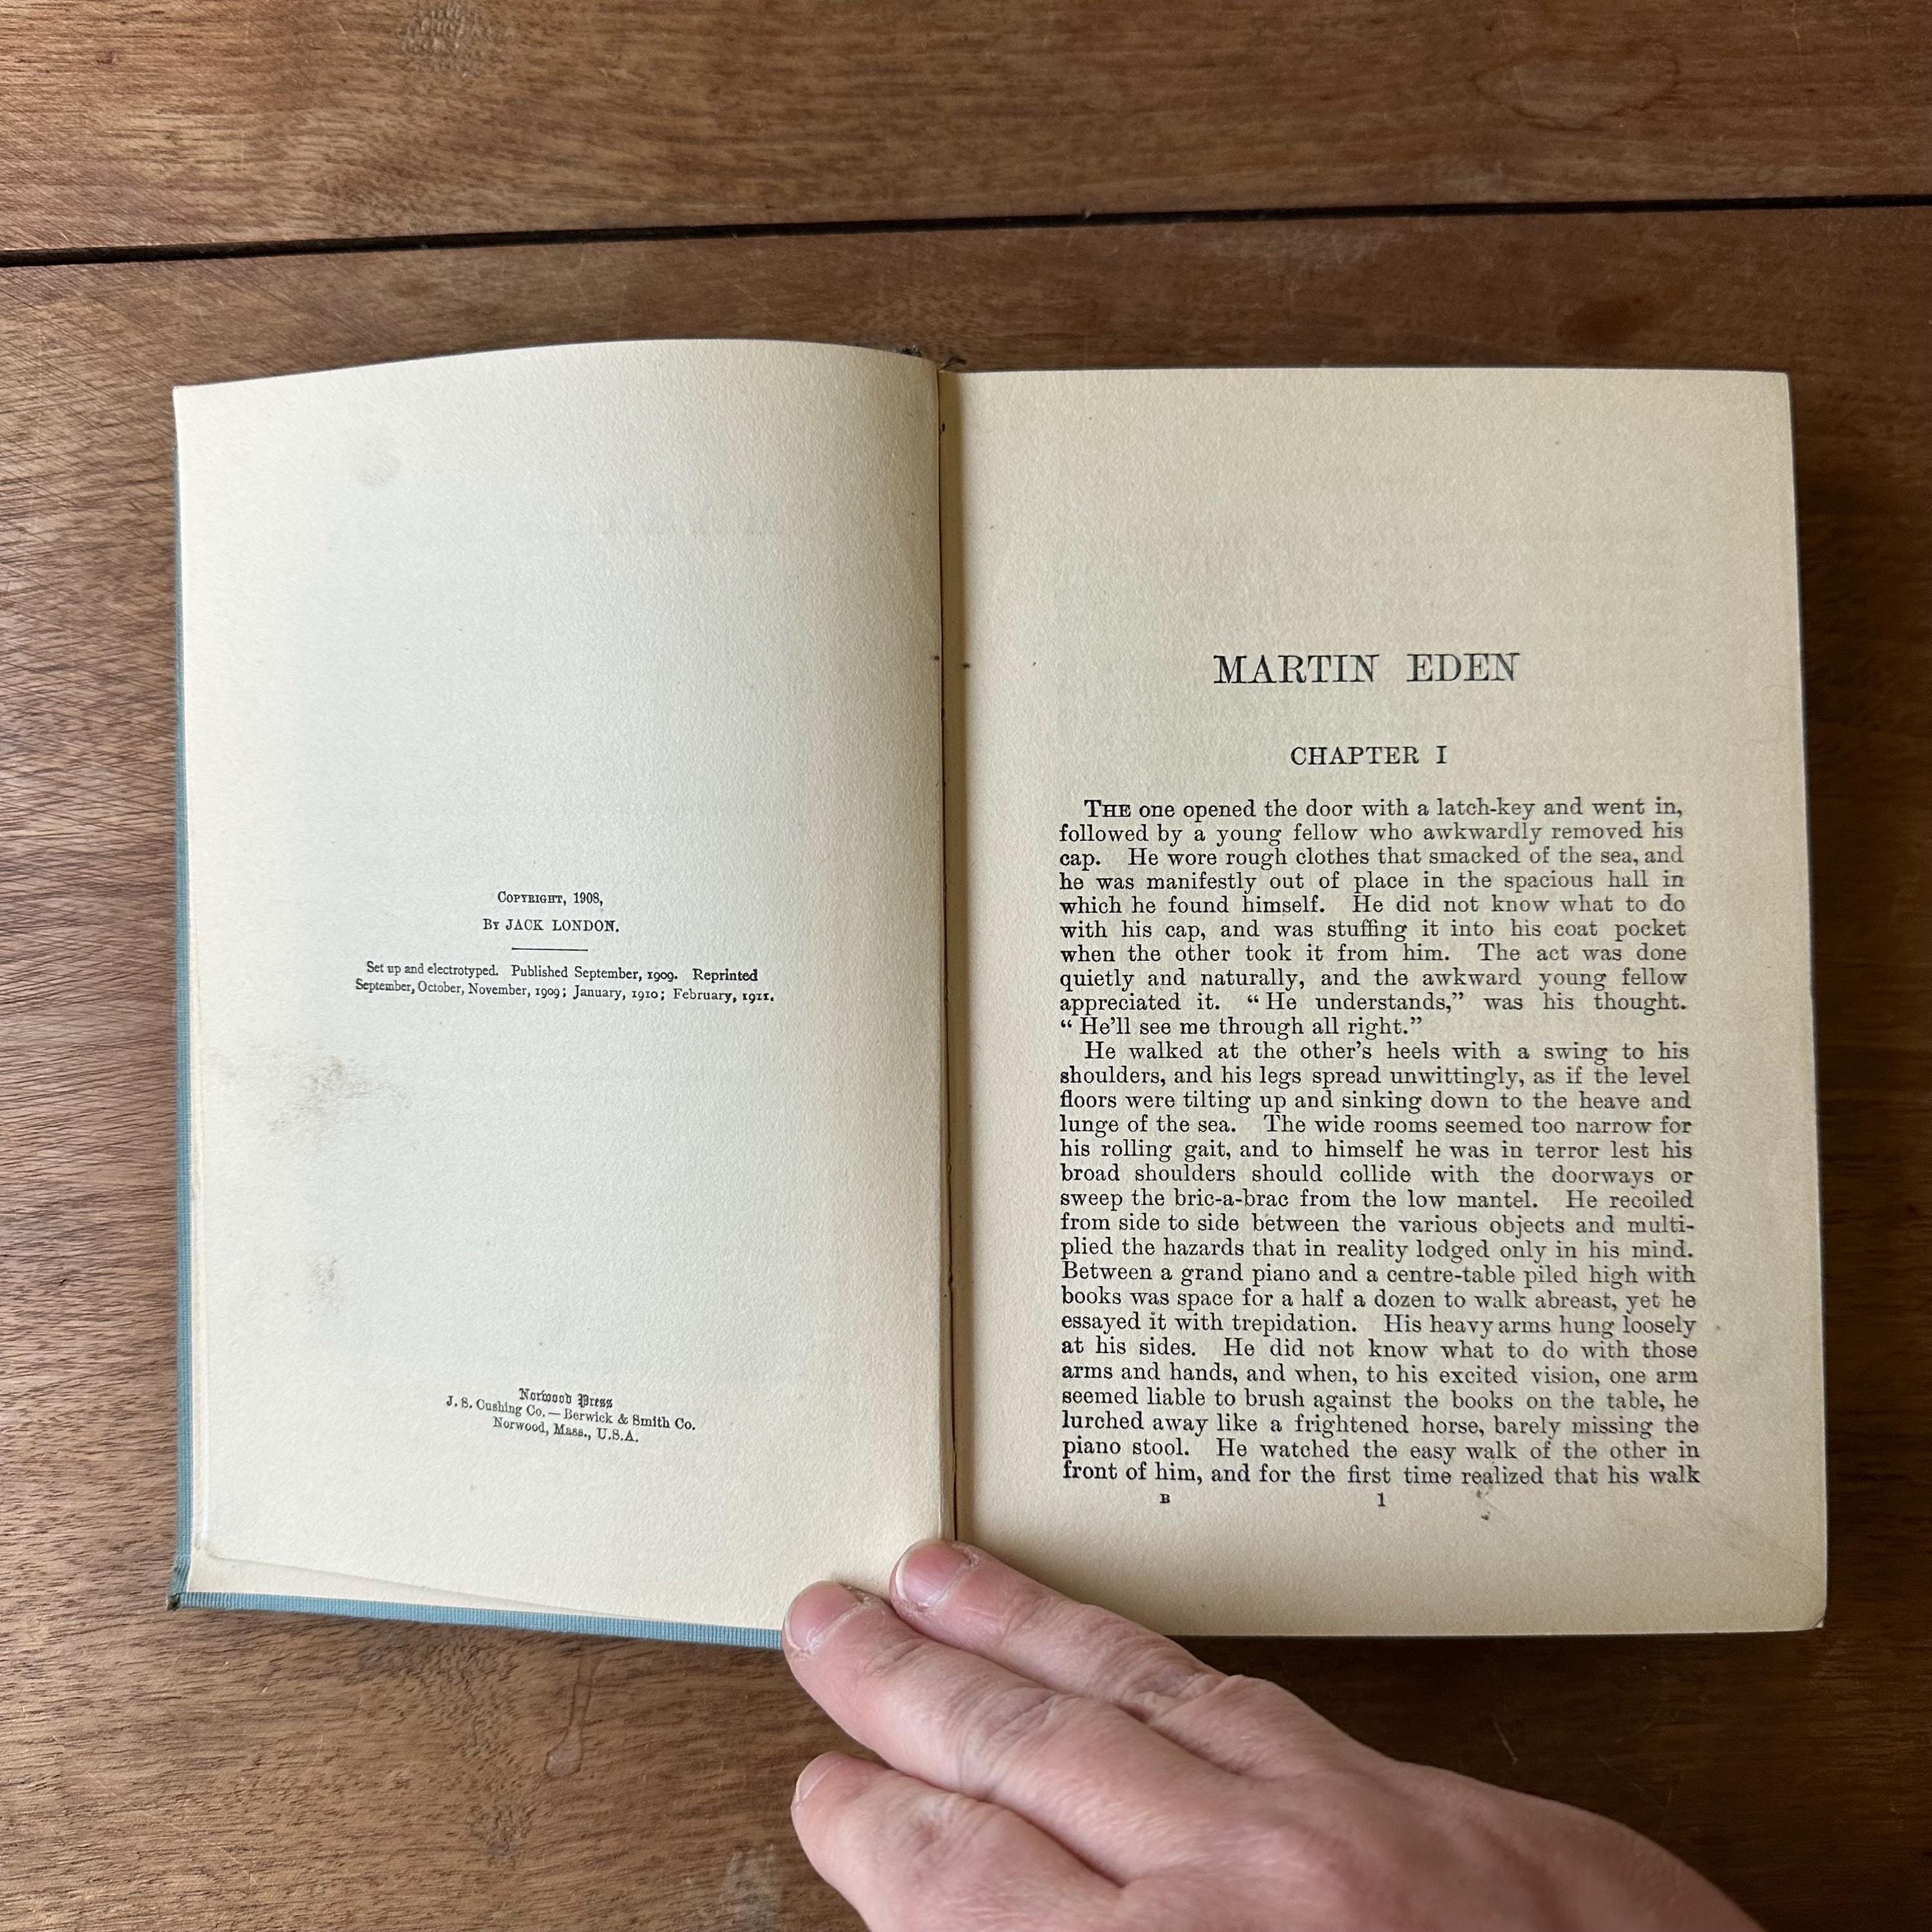 COPYRIGHT, 1908,
BY JACK LONDON.
Set up and electrotyped. Published September, 1909. Reprinted
September, October, November, 1909; January, 1910; February, 1911.
Norwood Press
J. S. Cushing Co. — Berwick & Smith Co.
Norwood, Mass., U.S.A.
MARTIN EDEN
CHAPTER I
THE one opened the door with a latch-key and went in,
followed by a young fellow who awkwardly removed his
cap. He wore rough clothes that smacked of the sea, and
he was manifestly out of place in the spacious hall in
which he found himself. He did not know what to do
with his cap, and was stuffing it into his coat pocket
when the other took it from him. The act was done
quietly and naturally, and the awkward young fellow
appreciated it. “He understands,” was his thought.
“He’ll see me through all right.”
He walked at the other’s heels with a swing to his
shoulders, and his legs spread unwittingly, as if the level
floors were tilting up and sinking down to the heave and
lunge of the sea. The wide rooms seemed too narrow for
his rolling gait, and to himself he was in terror lest his
broad shoulders should collide with the doorways or
sweep the bric-a-brac from the low mantel. He recoiled
from side to side between the various objects and multi-
plied the hazards that in reality lodged only in his mind.
Between a grand piano and a centre-table piled high with
books was space for a half a dozen to walk abreast, yet he
essayed it with trepidation. His heavy arms hung loosely
at his sides. He did not know what to do with those
arms and hands, and when, to his excited vision, one arm
seemed liable to brush against the books on the table, he
lurched away like a frightened horse, barely missing the
piano stool. He watched the easy walk of the other in
front of him, and for the first time realized that his walk
B 1